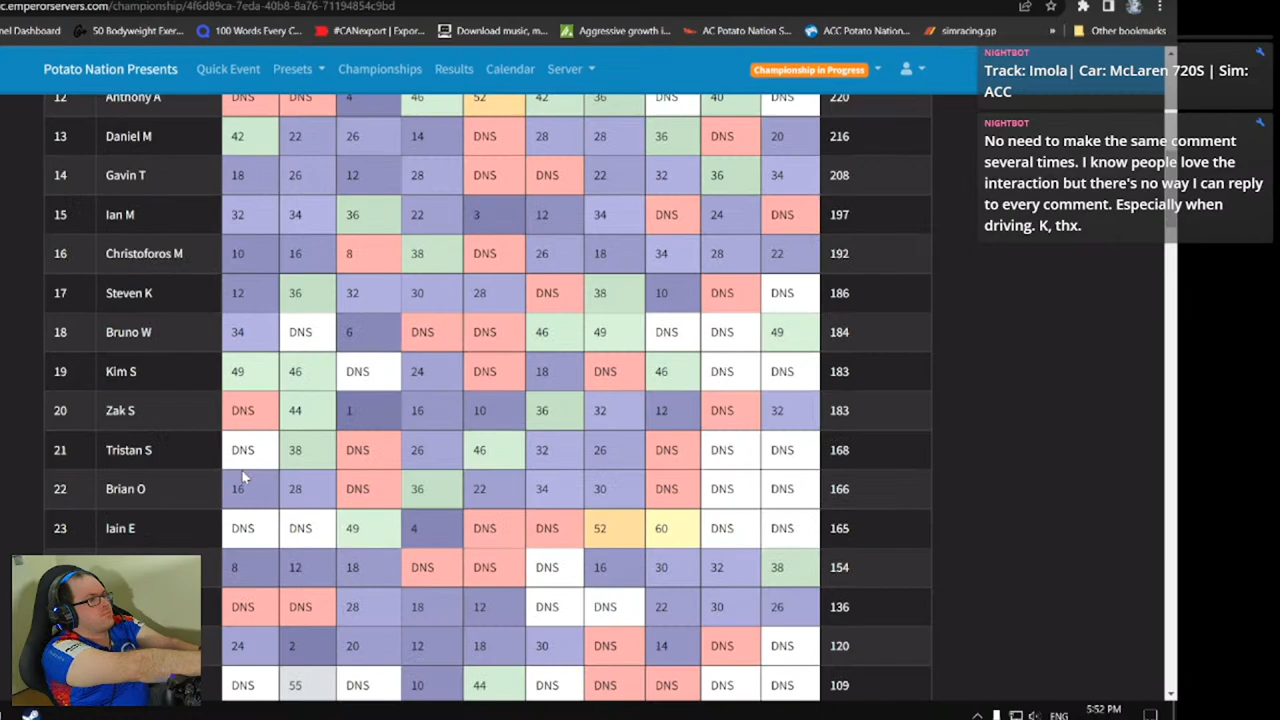 c.emperorservers.com/championship/4f6d89ca-7eda-40b8-8a76-71194854c9bd
nel Dashboard 50 Bodyweight Exer... 100 Words Every C... #CANexport | Expor... Download music, m... Aggressive growth i... AC Potato Nation S... ACC Potato Nation... simracing.gp » Other bookmarks
Potato Nation Presents Quick Event Presets Championships Results Calendar Server Championship in Progress
12 Anthony A DNS DNS 4 46 52 42 36 DNS 40 DNS 220
13 Daniel M 42 22 26 14 DNS 28 28 36 DNS 20 216
14 Gavin T 18 26 12 28 DNS DNS 22 32 36 34 208
15 Ian M 32 34 36 22 3 12 34 DNS 24 DNS 197
16 Christoforos M 10 16 8 38 DNS 26 18 34 28 22 192
17 Steven K 12 36 32 30 28 DNS 38 10 DNS DNS 186
18 Bruno W 34 DNS 6 DNS DNS 46 49 DNS DNS 49 184
19 Kim S 49 46 DNS 24 DNS 18 DNS 46 DNS DNS 183
20 Zak S DNS 44 1 16 10 36 32 12 DNS 32 183
21 Tristan S DNS 38 DNS 26 46 32 26 DNS DNS DNS 168
22 Brian O 16 28 DNS 36 22 34 30 DNS DNS DNS 166
23 Iain E DNS DNS 49 4 DNS DNS 52 60 DNS DNS 165
8 12 18 DNS DNS DNS 16 30 32 38 154
DNS DNS 28 18 12 DNS DNS 22 30 26 136
24 2 20 12 18 30 DNS 14 DNS DNS 120
DNS 55 DNS 10 44 DNS DNS DNS DNS DNS 109
NIGHTBOT
Track: Imola| Car: McLaren 720S | Sim:
ACC
NIGHTBOT
No need to make the same comment
several times. I know people love the
interaction but there's no way I can reply
to every comment. Especially when
driving. K, thx.
ENG 5:52 PM